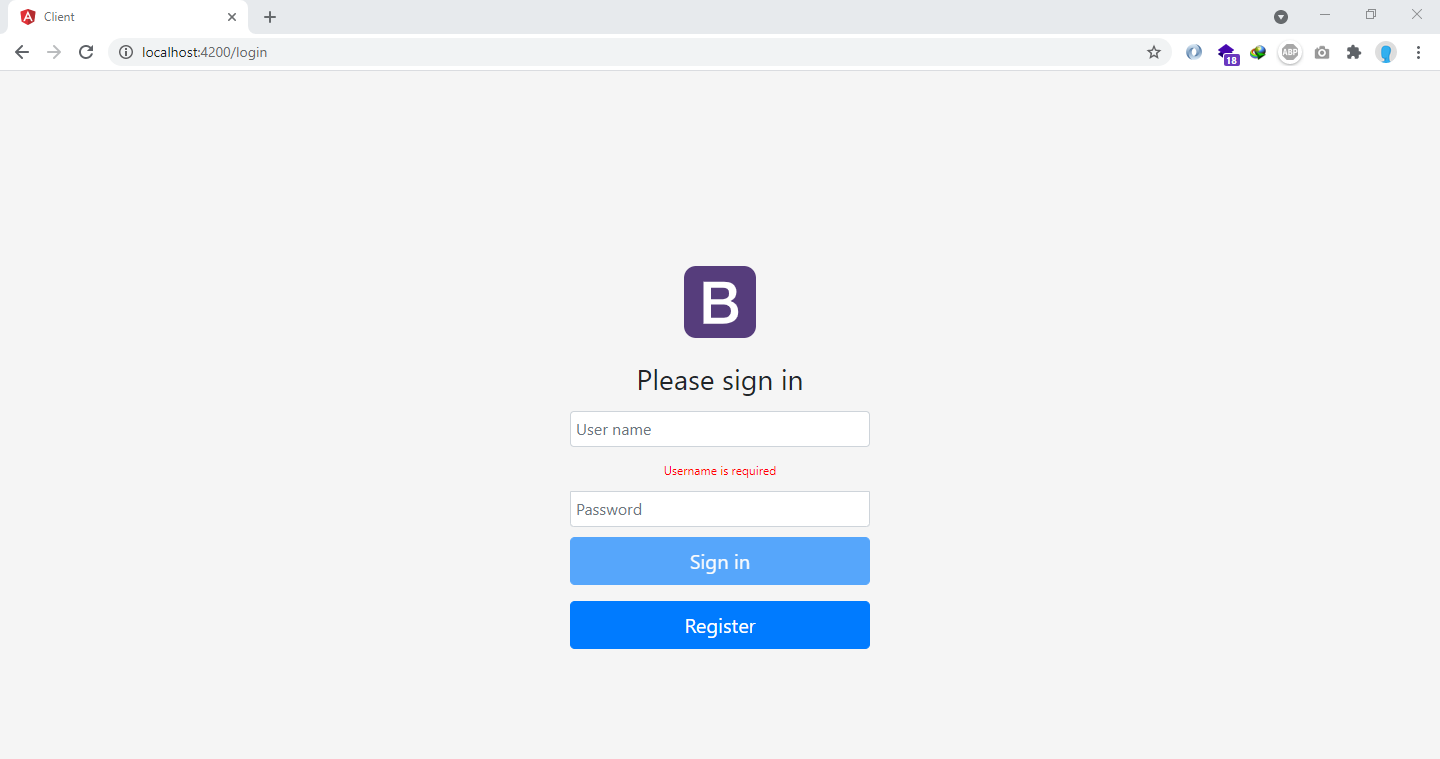 Client
localhost:4200/login
18
ABP
B
Please sign in
User name
Username is required
Password
Sign in
Register